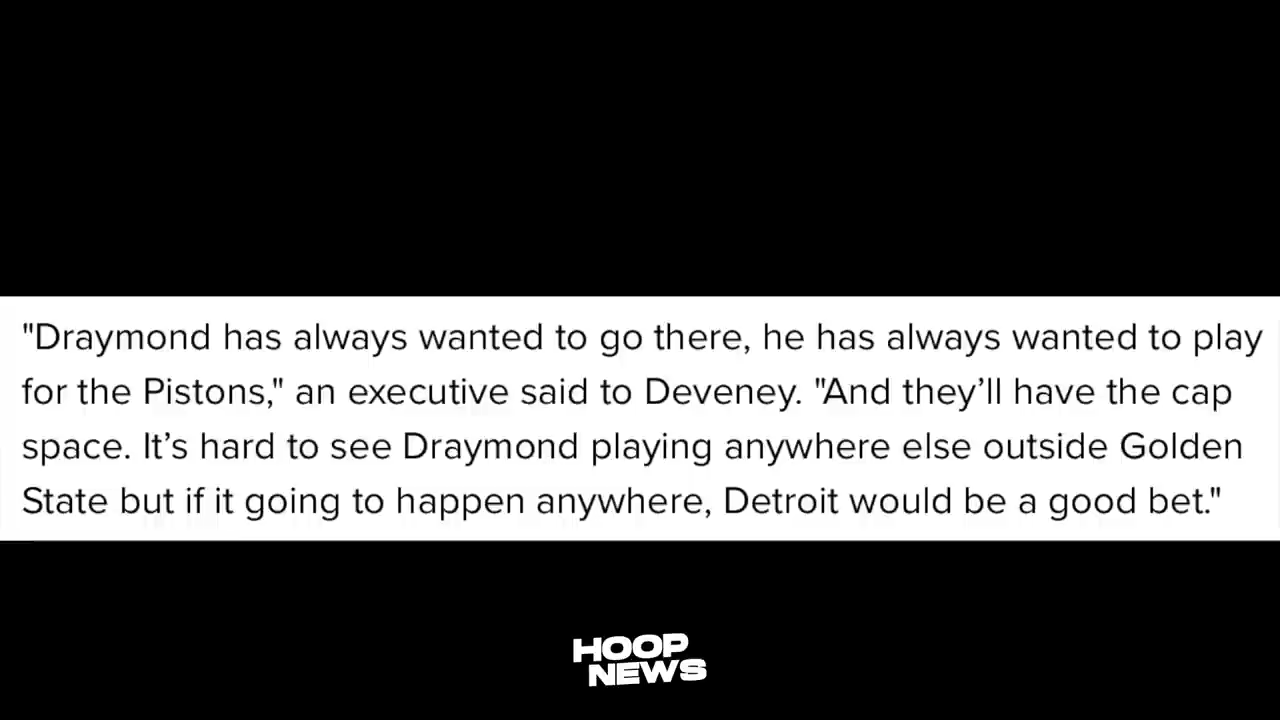 "Draymond has always wanted to go there, he has always wanted to play
for the Pistons," an executive said to Deveney. "And they’ll have the cap
space. It’s hard to see Draymond playing anywhere else outside Golden
State but if it going to happen anywhere, Detroit would be a good bet."
HOOP
NEWS